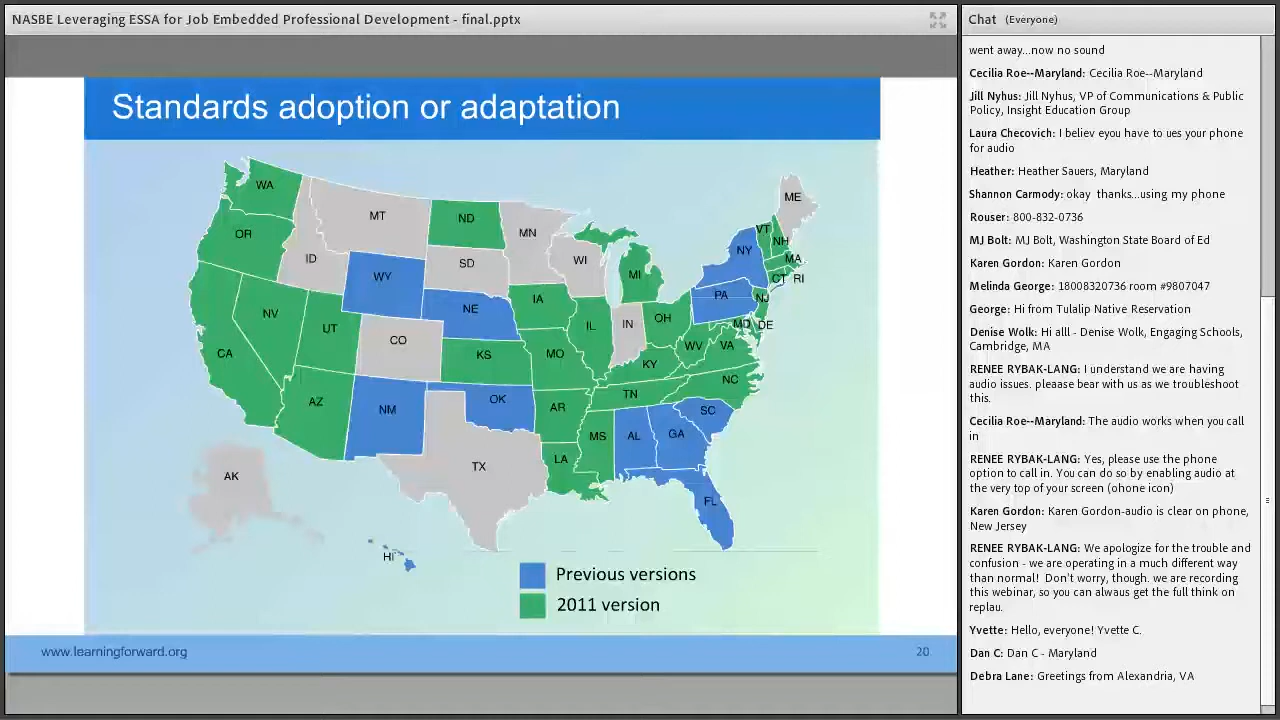 NASBE Leveraging ESSA for Job Embedded Professional Development - final.pptx
Standards adoption or adaptation
WA
OR
CA
NV
ID
MT
WY
UT
AZ
CO
NM
ND
SD
NE
KS
OK
TX
MN
IA
MO
AR
LA
WI
IL
MI
IN
OH
KY
TN
MS
AL
GA
FL
SC
NC
VA
WV
PA
NY
VT
NH
ME
MA
CT
RI
NJ
MD
DE
AK
HI
Previous versions
2011 version
www.learningforward.org
20
Chat (Everyone)
went away...now no sound
Cecilia Roe--Maryland: Cecilia Roe--Maryland
Jill Nyhus: Jill Nyhus, VP of Communications & Public
Policy, Insight Education Group
Laura Checovich: I believ eyou have to ues your phone
for audio
Heather: Heather Sauers, Maryland
Shannon Carmody: okay thanks...using my phone
Rouser: 800-832-0736
MJ Bolt: MJ Bolt, Washington State Board of Ed
Karen Gordon: Karen Gordon
Melinda George: 18008320736 room #9807047
George: Hi from Tulalip Native Reservation
Denise Wolk: Hi alll - Denise Wolk, Engaging Schools,
Cambridge, MA
RENEE RYBAK-LANG: I understand we are having
audio issues. pleaase bear with us as we troubleshoot
this.
Cecilia Roe--Maryland: The audio works when you call
in
RENEE RYBAK-LANG: Yes, please use the phone
option to call in. You can do so by enabling audio at
the very top of your screen (ohone icon)
Karen Gordon: Karen Gordon-audio is clear on phone,
New Jersey
RENEE RYBAK-LANG: We apologize for the trouble and
confusion - we are operating in a much different way
than normal! Don't worry, though. we are recording
this webinar, so you can alwaus get the full think on
replau.
Yvette: Hello, everyone! Yvette C.
Dan C: Dan C - Maryland
Debra Lane: Greetings from Alexandria, VA